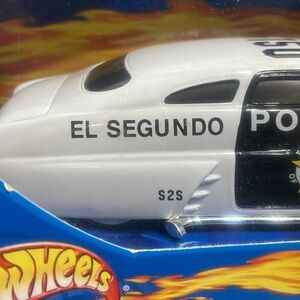 EL SEGUNDO PO
S2S
WHEELS
®